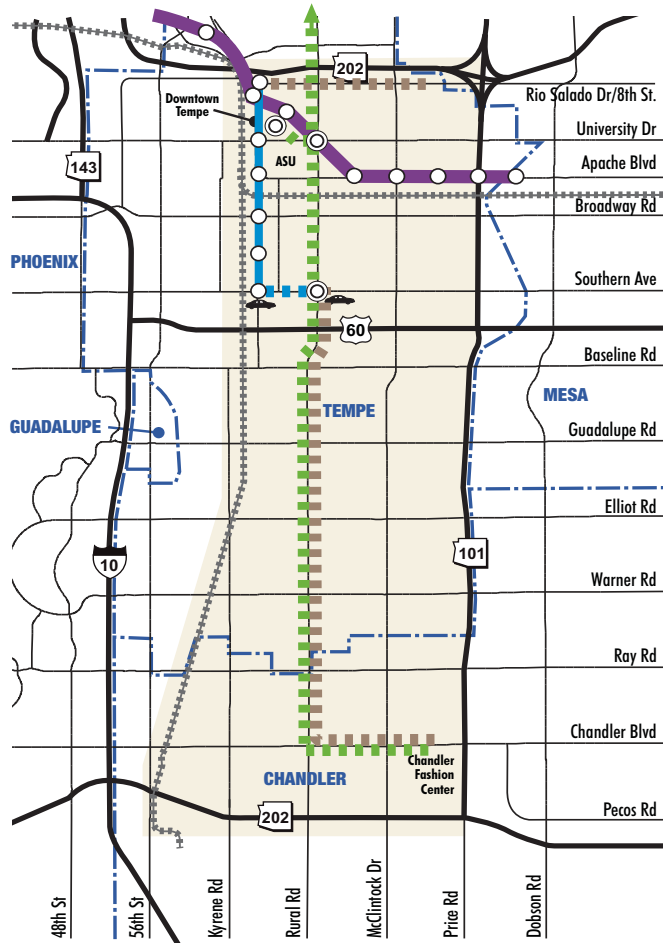 202
Rio Salado Dr/8th St.
Downtown
Tempe
University Dr
ASU
143
Apache Blvd
Broadway Rd
PHOENIX
Southern Ave
60
Baseline Rd
MESA
TEMPE
GUADALUPE
Guadalupe Rd
Elliot Rd
101
10
Warner Rd
Ray Rd
Chandler Blvd
Chandler
Fashion
Center
CHANDLER
202
Pecos Rd
48th St
56th St
Kyrene Rd
Rural Rd
McClintock Dr
Price Rd
Dobson Rd